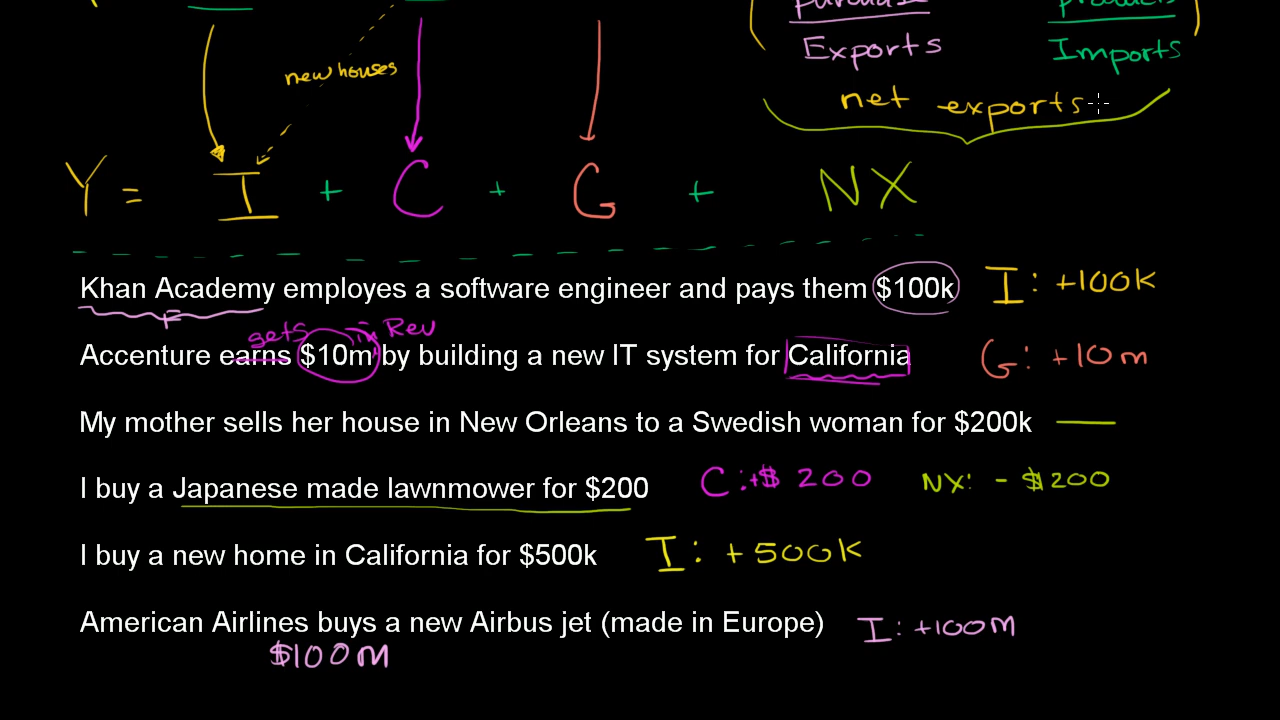 Exports Imports
new houses
net exports
Y = I + C + G + NX
Khan Academy employes a software engineer and pays them $100k I: +100k
gets in Rev
Accenture earns $10m by building a new IT system for California G: +10m
My mother sells her house in New Orleans to a Swedish woman for $200k —
I buy a Japanese made lawnmower for $200 C: +$ 200 NX: - $200
I buy a new home in California for $500k I: +500k
American Airlines buys a new Airbus jet (made in Europe) I: +100M
$100M